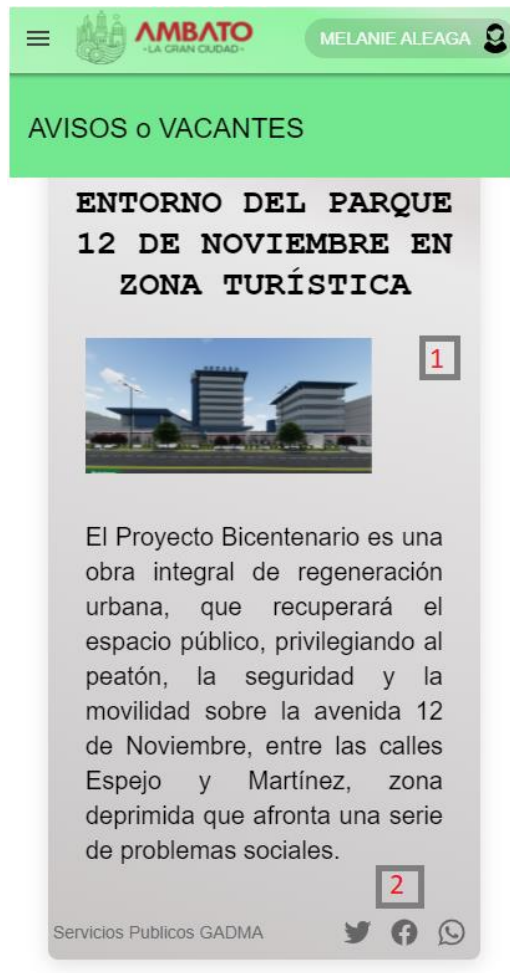 AMBATO
-LA GRAN CIUDAD-
MELANIE ALEAGA
AVISOS o VACANTES
ENTORNO DEL PARQUE
12 DE NOVIEMBRE EN
ZONA TURÍSTICA
1
El Proyecto Bicentenario es una
obra integral de regeneración
urbana, que recuperará el
espacio público, privilegiando al
peatón, la seguridad y la
movilidad sobre la avenida 12
de Noviembre, entre las calles
Espejo y Martínez, zona
deprimida que afronta una serie
de problemas sociales.
2
Servicios Publicos GADMA